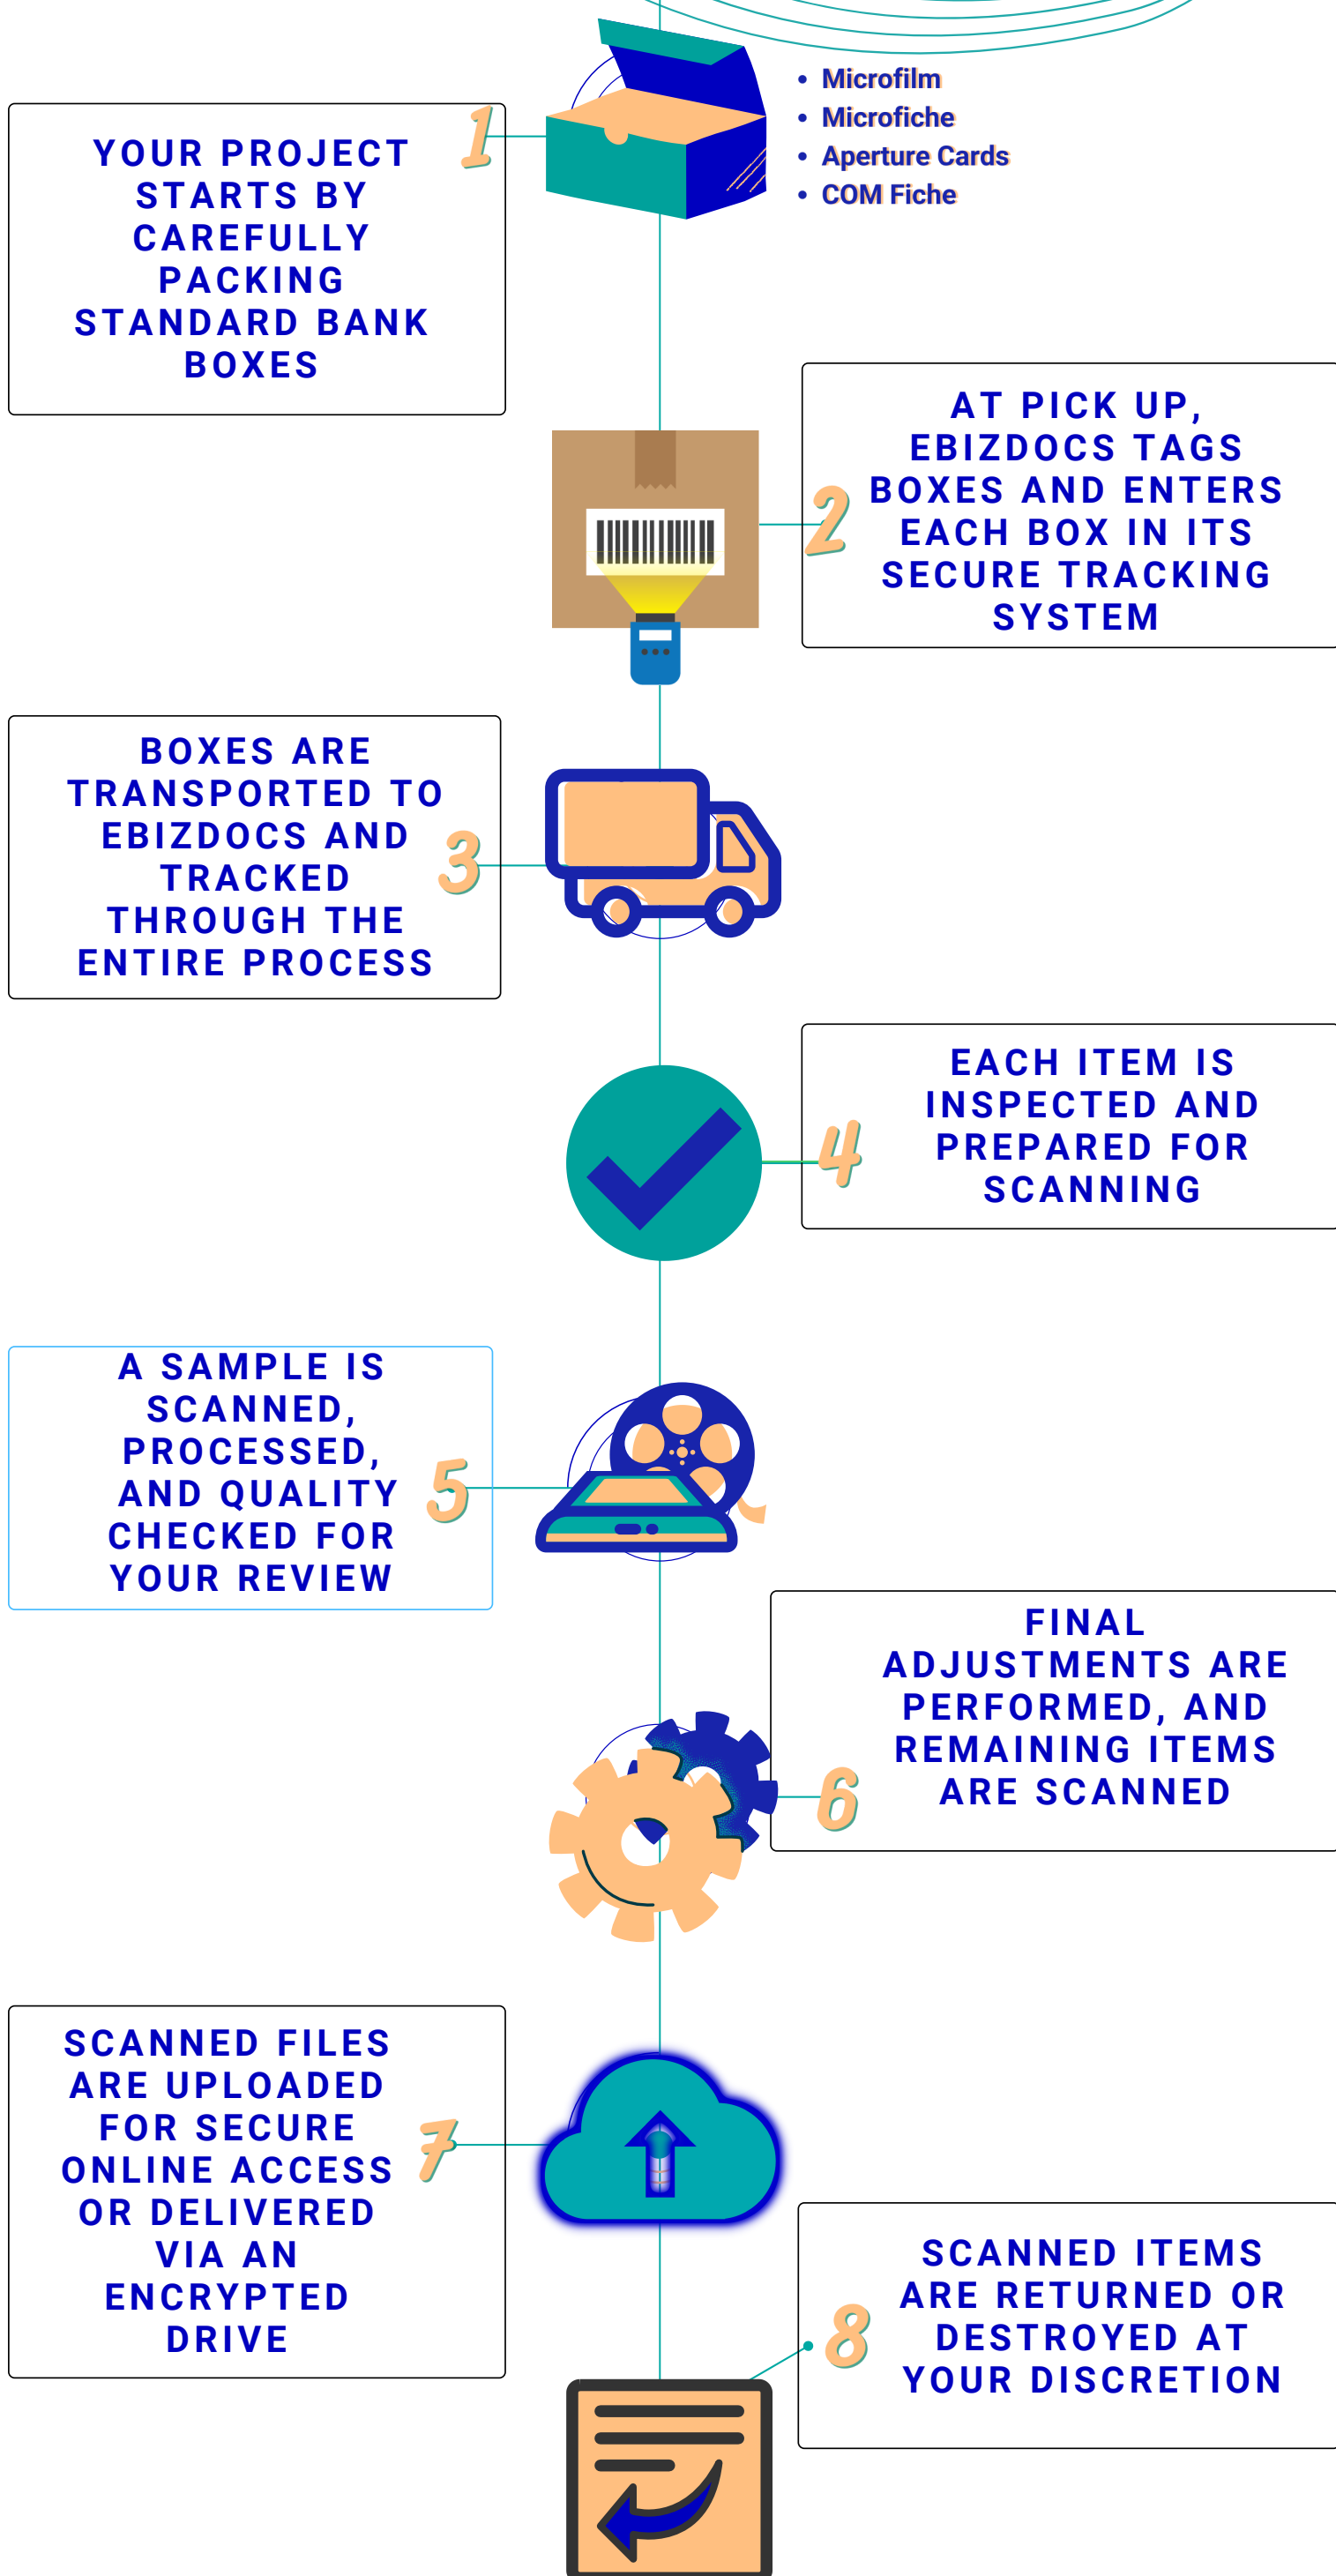 • Microfilm
• Microfiche
• Aperture Cards
• COM Fiche
1
YOUR PROJECT
STARTS BY
CAREFULLY
PACKING
STANDARD BANK
BOXES
2
AT PICK UP,
EBIZDOCS TAGS
BOXES AND ENTERS
EACH BOX IN ITS
SECURE TRACKING
SYSTEM
3
BOXES ARE
TRANSPORTED TO
EBIZDOCS AND
TRACKED
THROUGH THE
ENTIRE PROCESS
4
EACH ITEM IS
INSPECTED AND
PREPARED FOR
SCANNING
5
A SAMPLE IS
SCANNED,
PROCESSED,
AND QUALITY
CHECKED FOR
YOUR REVIEW
6
FINAL
ADJUSTMENTS ARE
PERFORMED, AND
REMAINING ITEMS
ARE SCANNED
7
SCANNED FILES
ARE UPLOADED
FOR SECURE
ONLINE ACCESS
OR DELIVERED
VIA AN
ENCRYPTED
DRIVE
8
SCANNED ITEMS
ARE RETURNED OR
DESTROYED AT
YOUR DISCRETION